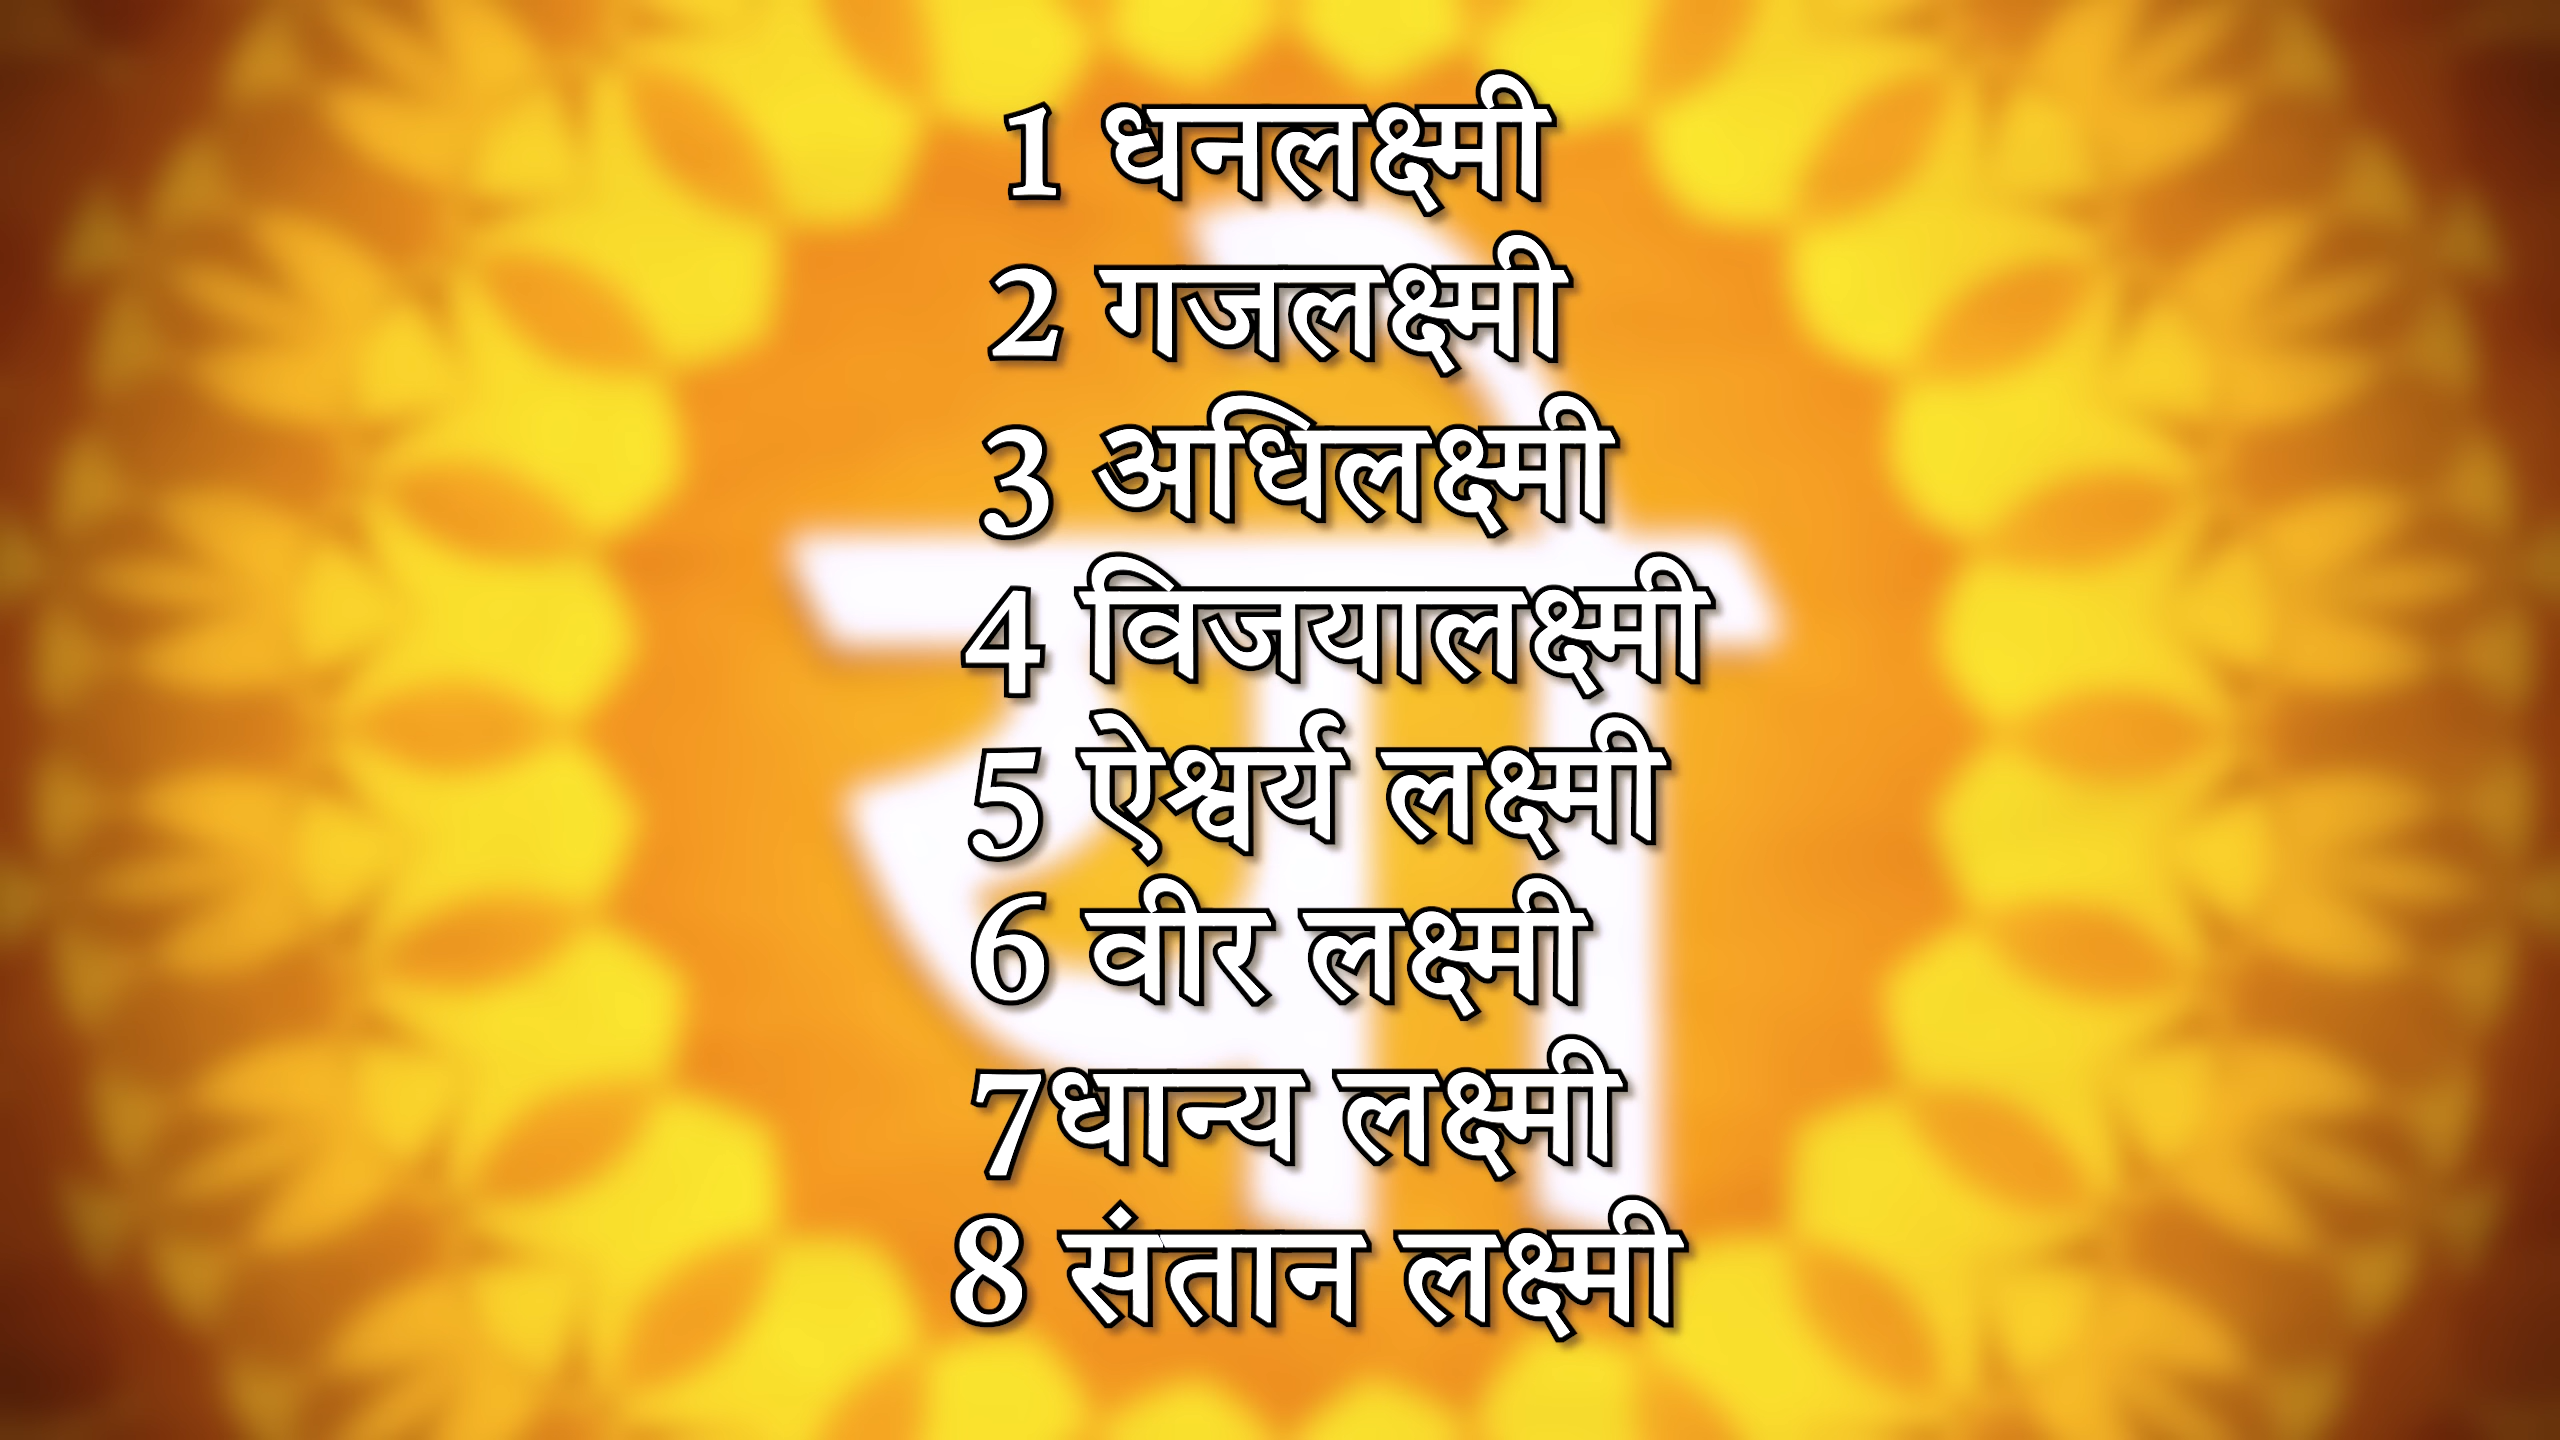 1 धनलक्ष्मी
2 गजलक्ष्मी
3 अधिलक्ष्मी
4 विजयालक्ष्मी
5 ऐश्वर्य लक्ष्मी
6 वीर लक्ष्मी
7धान्य लक्ष्मी
8 संतान लक्ष्मी